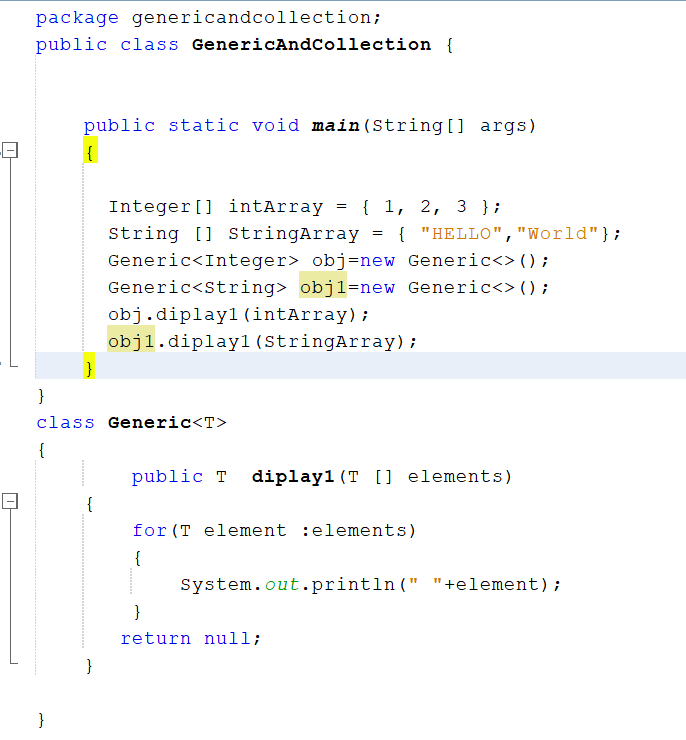 package genericandcollection;
public class GenericAndCollection {
public static void main(String[] args)
{
Integer[] intArray = { 1, 2, 3 };
String [] StringArray = { "HELLO","World"};
Generic<Integer> obj=new Generic<>();
Generic<String> obj1=new Generic<>();
obj.diplay1(intArray);
obj1.diplay1(StringArray);
}
}
class Generic<T>
{
public T  diplay1(T [] elements)
{
for(T element :elements)
{
System.out.println(" "+element);
}
return null;
}
}